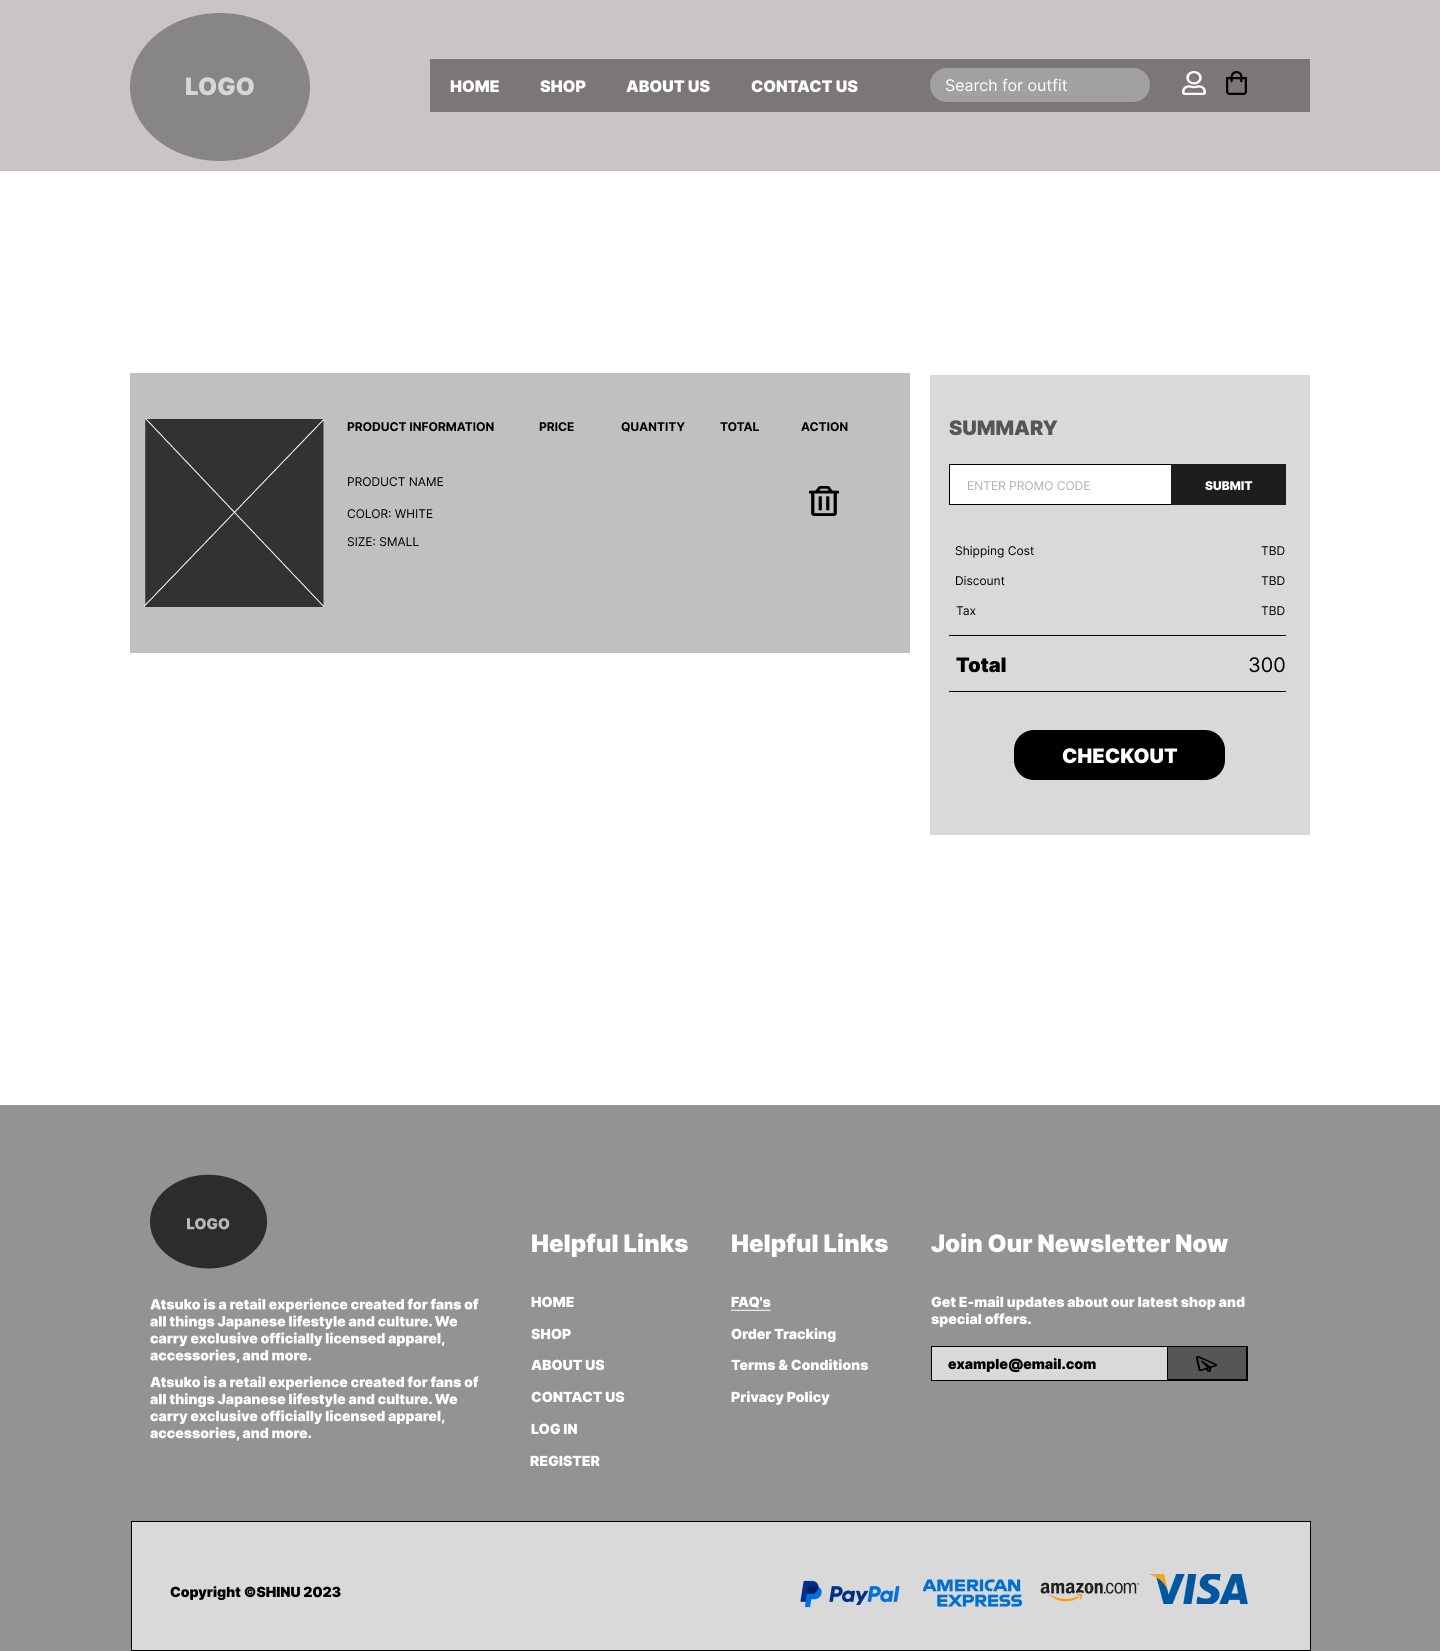 LOGO
HOME
SHOP
ABOUT US
CONTACT US
Search for outfit
PRODUCT INFORMATION
PRICE
QUANTITY
TOTAL
ACTION
PRODUCT NAME
COLOR: WHITE
SIZE: SMALL
SUMMARY
ENTER PROMO CODE
SUBMIT
Shipping Cost
TBD
Discount
TBD
Tax
TBD
Total
300
CHECKOUT
LOGO
Atsuko is a retail experience created for fans of
all things Japanese lifestyle and culture. We
carry exclusive officially licensed apparel,
accessories, and more.
Atsuko is a retail experience created for fans of
all things Japanese lifestyle and culture. We
carry exclusive officially licensed apparel,
accessories, and more.
Helpful Links
HOME
SHOP
ABOUT US
CONTACT US
LOG IN
REGISTER
Helpful Links
FAQ's
Order Tracking
Terms & Conditions
Privacy Policy
Join Our Newsletter Now
Get E-mail updates about our latest shop and
special offers.
example@email.com
Copyright ©SHINU 2023
PayPal
AMERICAN
EXPRESS
amazon.com
VISA